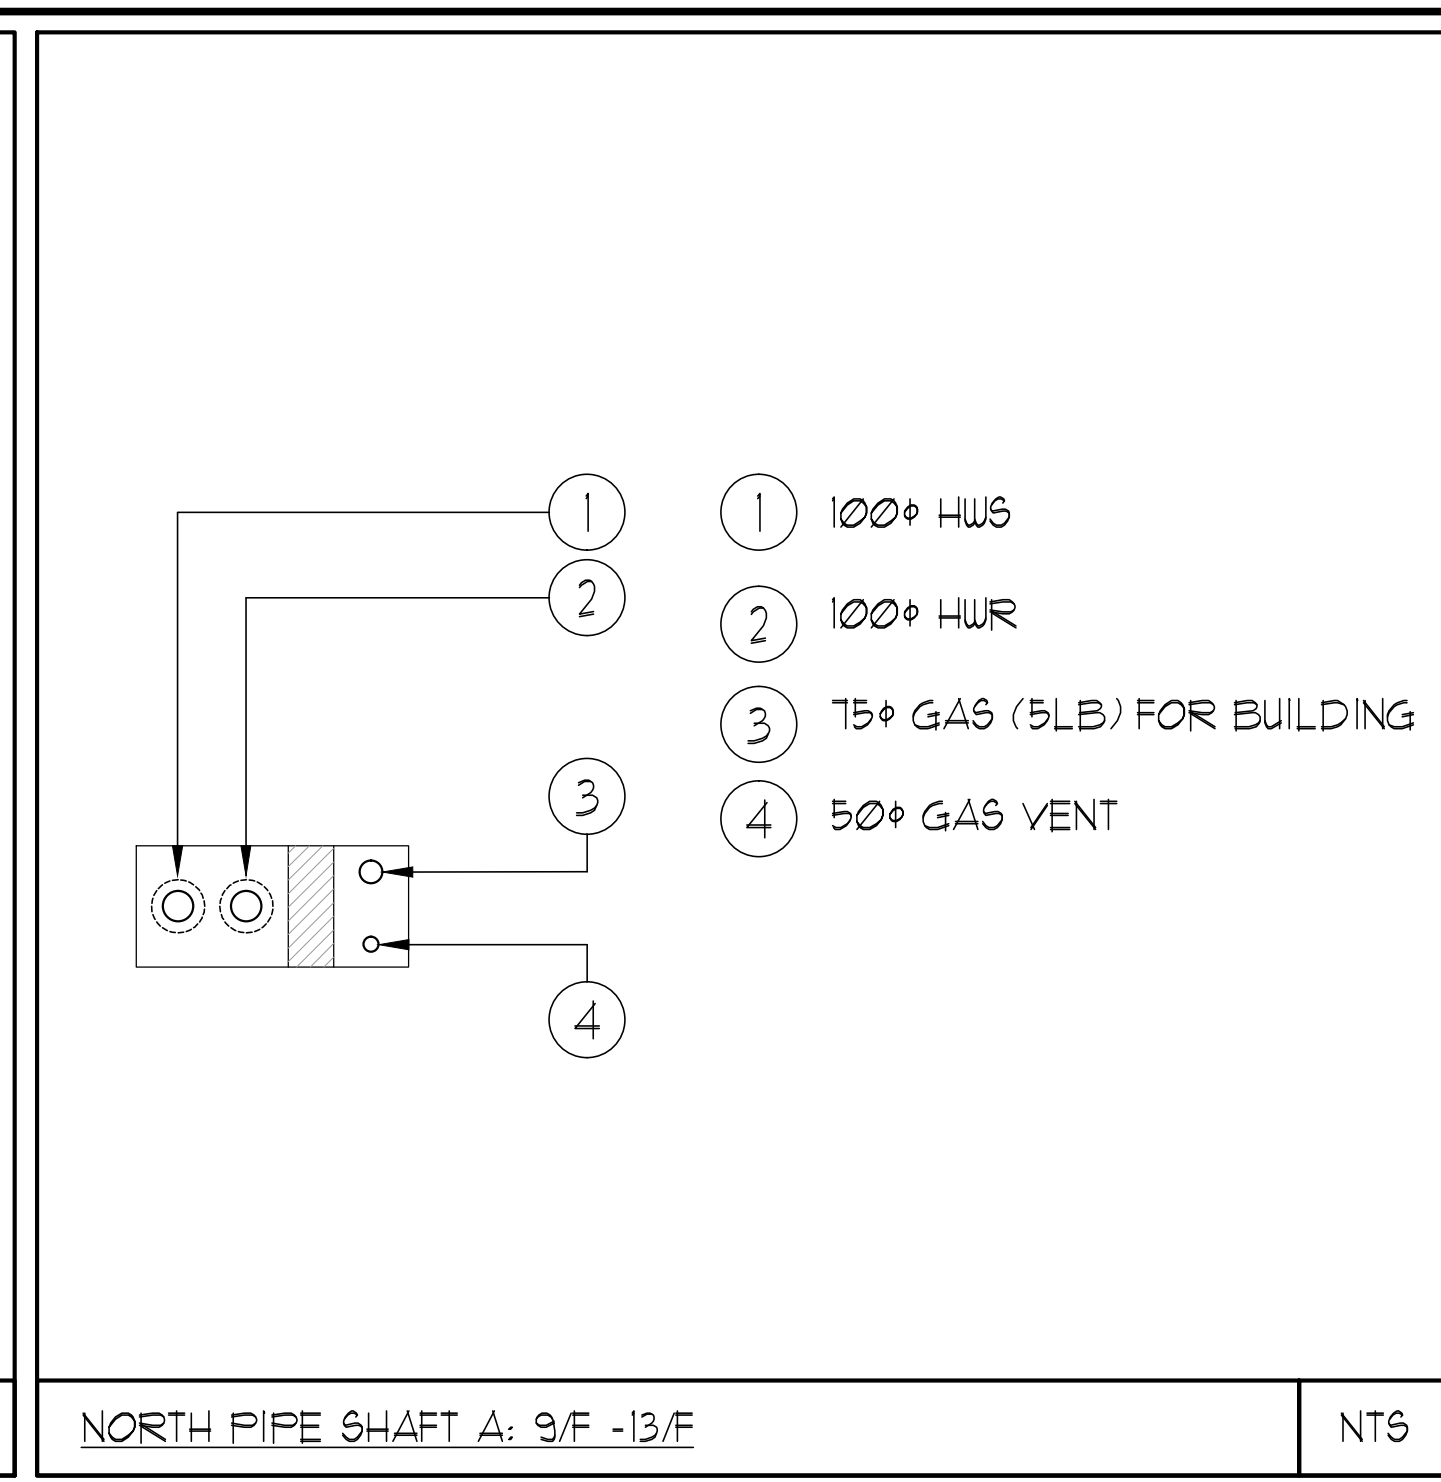 1
2
3
4
1 100φ HWS
2 100φ HWR
3 75φ GAS (5LB) FOR BUILDING
4 50φ GAS VENT
NORTH PIPE SHAFT A: 9/F -13/F
NTS